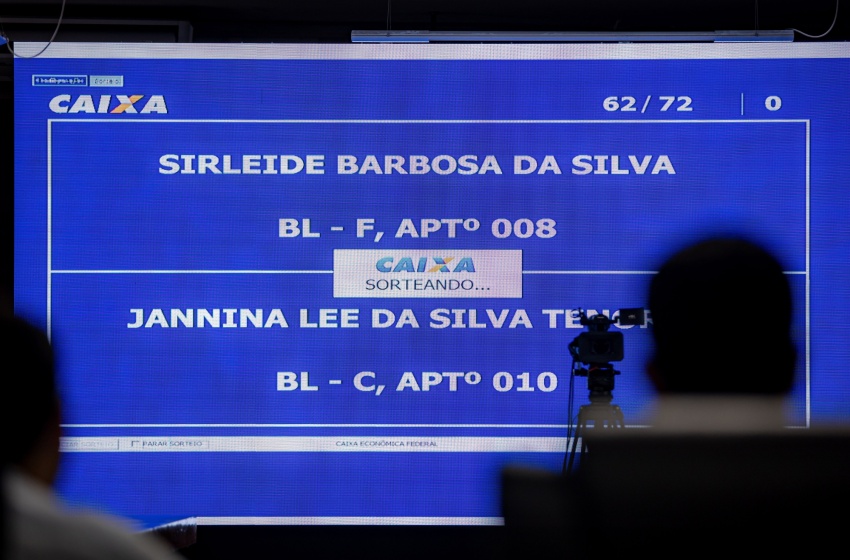 CAIXA
62/72 | 0
SIRLEIDE BARBOSA DA SILVA
BL - F, APTº 008
CAIXA
SORTEANDO...
JANNINA LEE DA SILVA
BL - C, APTº 010
PARAR SORTEIO
CAIXA ECONÔMICA FEDERAL